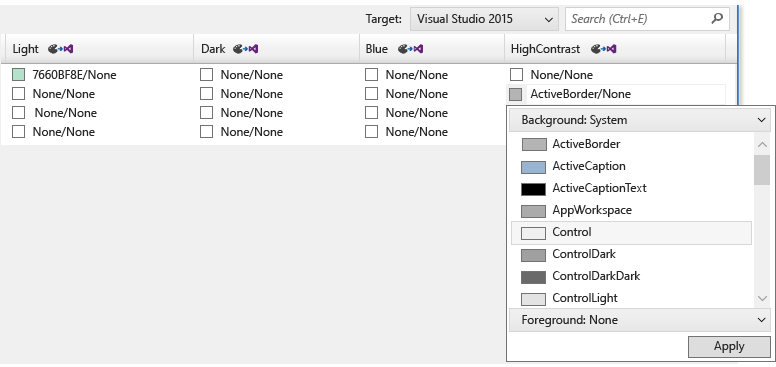 Target: Visual Studio 2015 Search (Ctrl+E)
Light Dark Blue HighContrast
7660BF8E/None None/None None/None None/None
None/None None/None None/None ActiveBorder/None
None/None None/None None/None
None/None None/None None/None
Background: System
ActiveBorder
ActiveCaption
ActiveCaptionText
AppWorkspace
Control
ControlDark
ControlDarkDark
ControlLight
Foreground: None
Apply